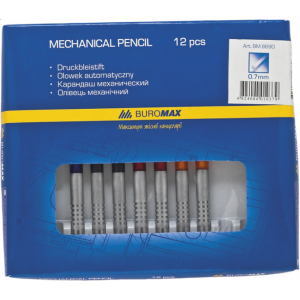 MECHANICAL PENCIL 12 pcs
Art. BM.8690
0.7mm
• Druckbleistift
• Olowek automatyczny
• Карандаш механический
• Олівець механічний
BUROMAX
Максимум якісної канцелярії